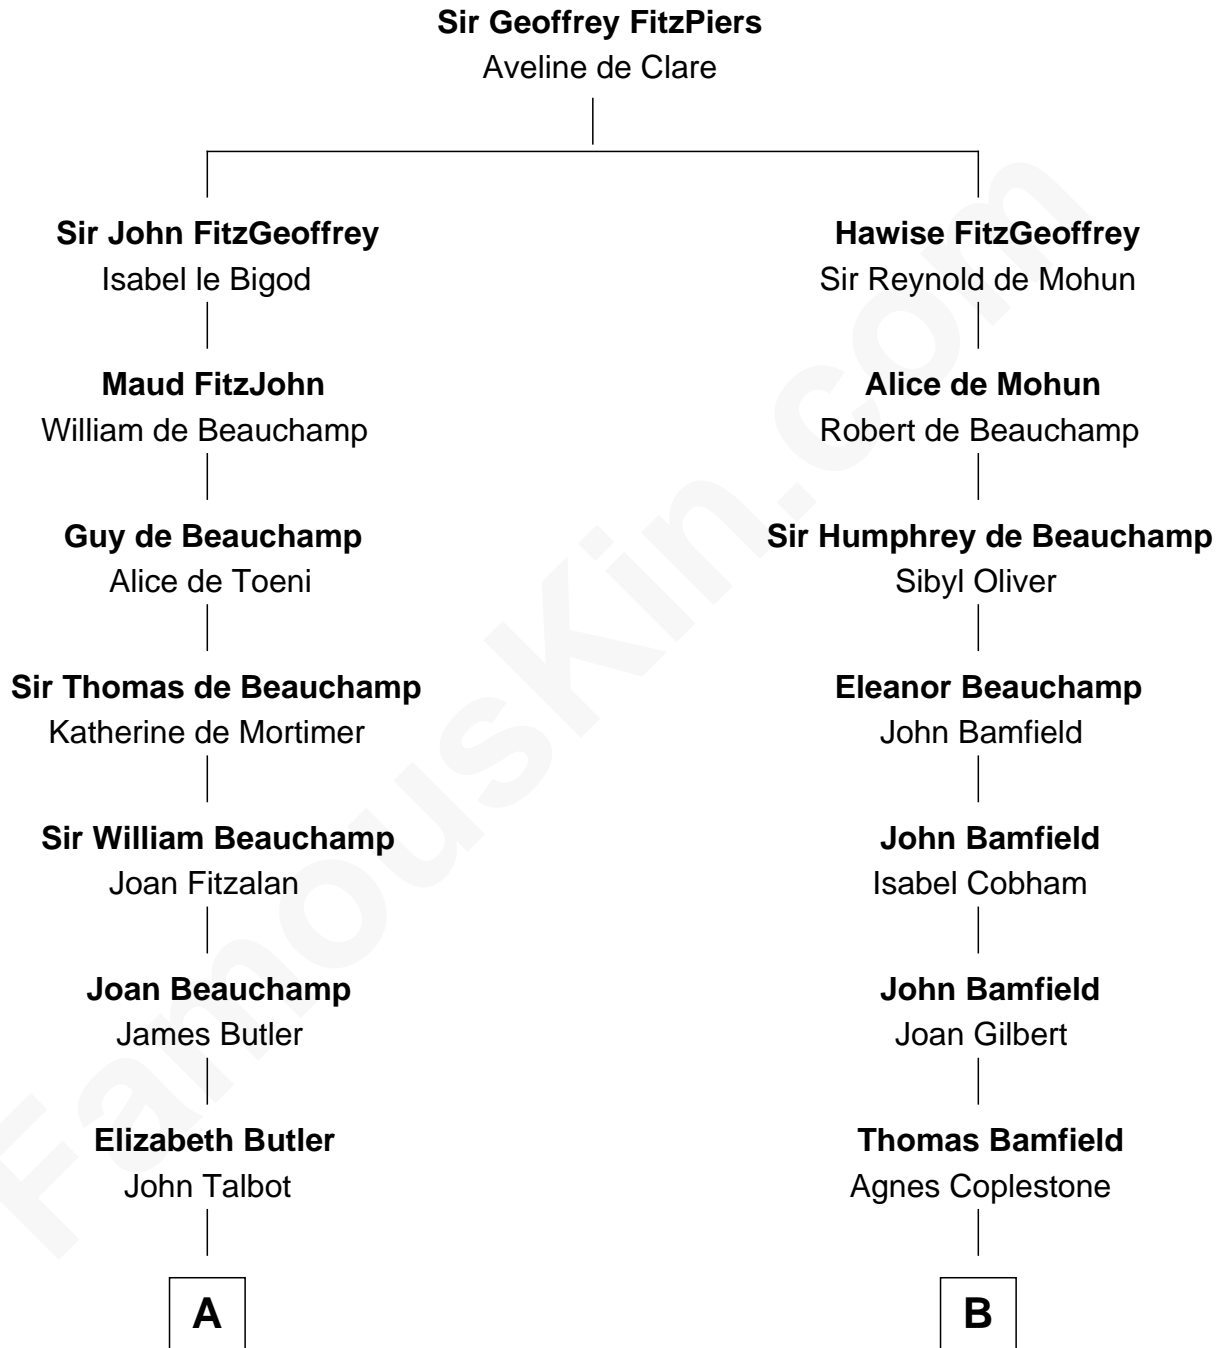 Sir Geoffrey FitzPiers
Aveline de Clare
Sir John FitzGeoffrey
Isabel le Bigod
Hawise FitzGeoffrey
Sir Reynold de Mohun
Maud FitzJohn
William de Beauchamp
Alice de Mohun
Robert de Beauchamp
Guy de Beauchamp
Alice de Toeni
Sir Humphrey de Beauchamp
Sibyl Oliver
Sir Thomas de Beauchamp
Katherine de Mortimer
Eleanor Beauchamp
John Bamfield
Sir William Beauchamp
Joan Fitzalan
John Bamfield
Isabel Cobham
Joan Beauchamp
James Butler
John Bamfield
Joan Gilbert
Elizabeth Butler
John Talbot
Thomas Bamfield
Agnes Coplestone
A
B
FamousKin.com